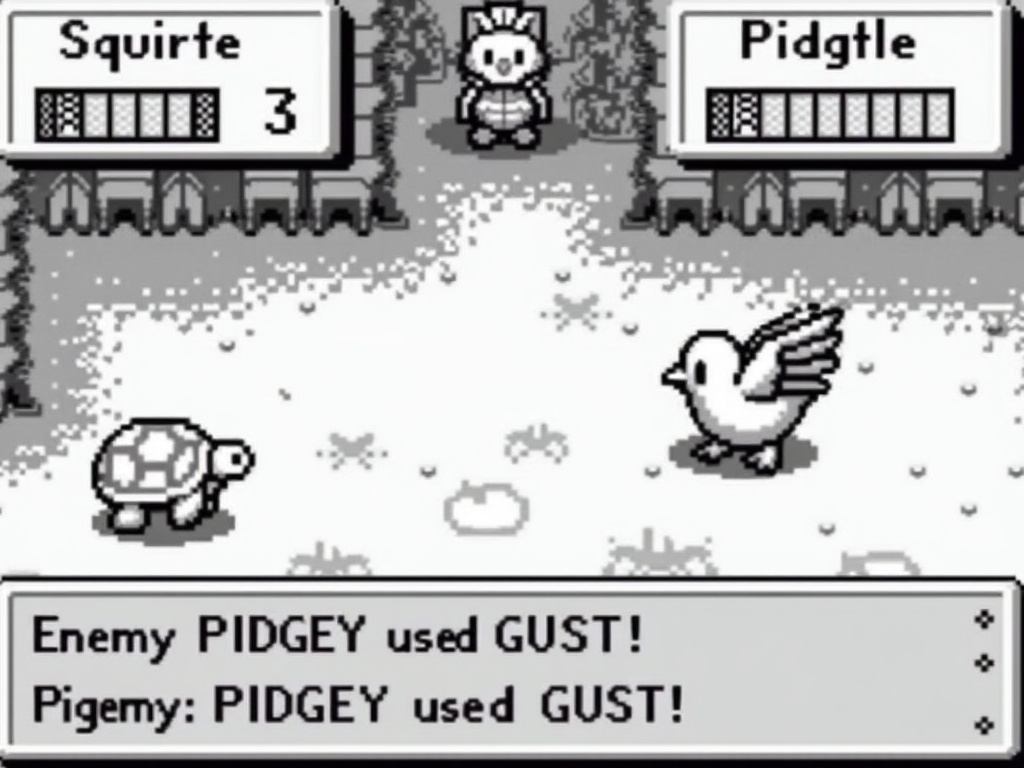 Squirte
3
Pidgtle
Enemy PIDGEY used GUST!
Pigemy: PIDGEY used GUST!